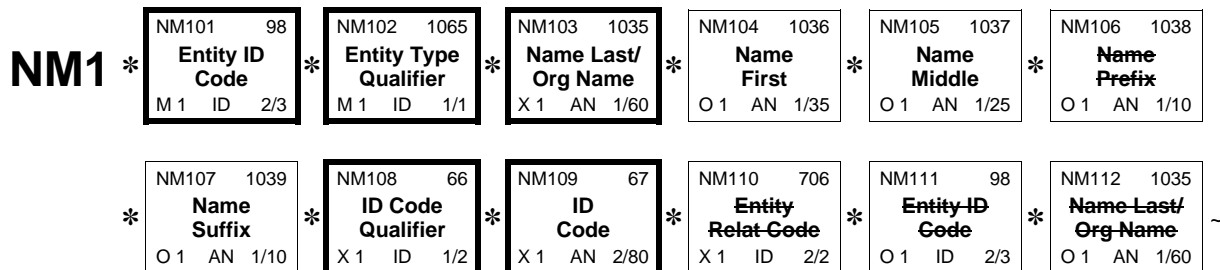 NM101 98 NM102 1065 NM103 1035 NM104 1036 NM105 1037 NM106 1038
NM1 * Entity ID * Entity Type * Name Last/ * Name * Name * Name
Code Qualifier Org Name First Middle Prefix
M 1 ID 2/3 M 1 ID 1/1 X 1 AN 1/60 O 1 AN 1/35 O 1 AN 1/25 O 1 AN 1/10
NM107 1039 NM108 66 NM109 67 NM110 706 NM111 98 NM112 1035
* Name * ID Code * ID * Entity * Entity ID * Name Last/ ~
Suffix Qualifier Code Relat Code Code Org Name
O 1 AN 1/10 X 1 ID 1/2 X 1 AN 2/80 X 1 ID 2/2 O 1 ID 2/3 O 1 AN 1/60